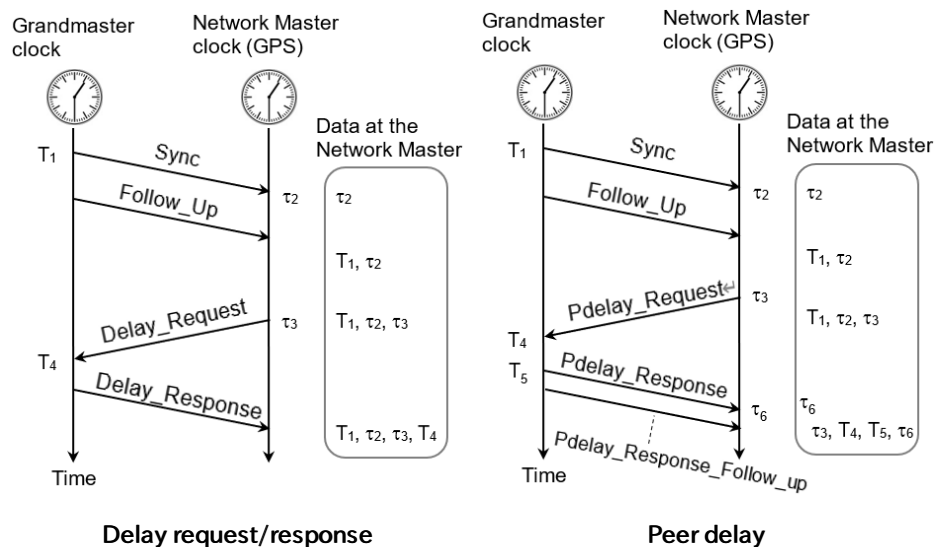 Grandmaster
clock
Network Master
clock (GPS)
Data at the
Network Master
T1
Sync
τ2
τ2
Follow_Up
T1, τ2
Delay_Request
τ3
T1, τ2, τ3
T4
Delay_Response
T1, τ2, τ3, T4
Time
Delay request/response
Grandmaster
clock
Network Master
clock (GPS)
Data at the
Network Master
T1
Sync
τ2
τ2
Follow_Up
T1, τ2
Pdelay_Request↵
τ3
T1, τ2, τ3
T4
T5
Pdelay_Response
τ6
τ6
τ3, T4, T5, τ6
Pdelay_Response_Follow_up
Time
Peer delay